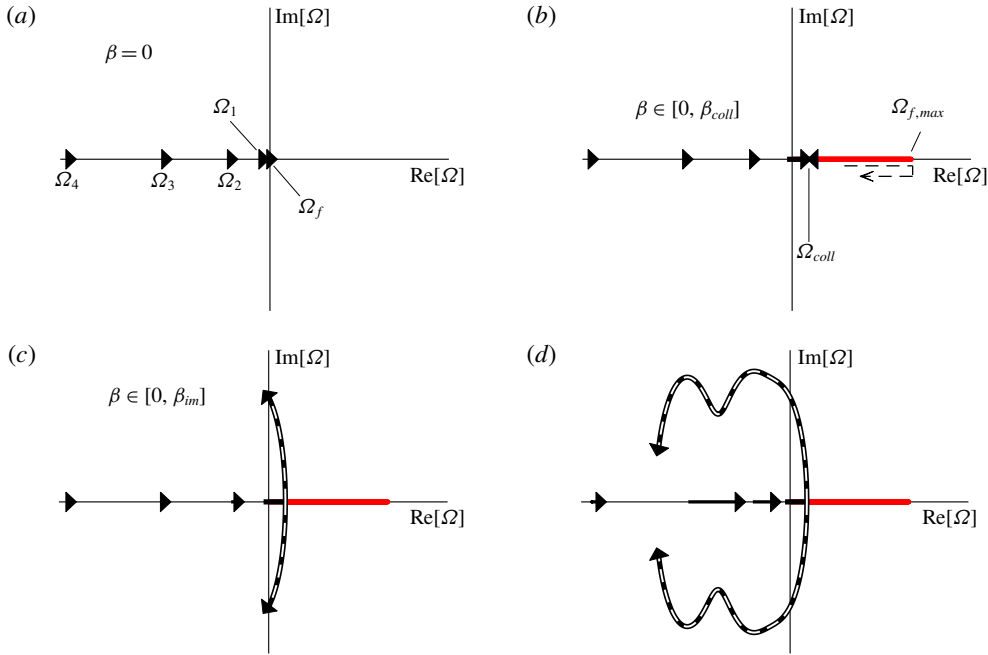 (a)
Im[Ω]
β = 0
Ω1
Ω4
Ω3
Ω2
Re[Ω]
Ωf
(b)
Im[Ω]
β ∈ [0, βcoll]
Ωf,max
Re[Ω]
Ωcoll
(c)
Im[Ω]
β ∈ [0, βim]
Re[Ω]
(d)
Im[Ω]
Re[Ω]